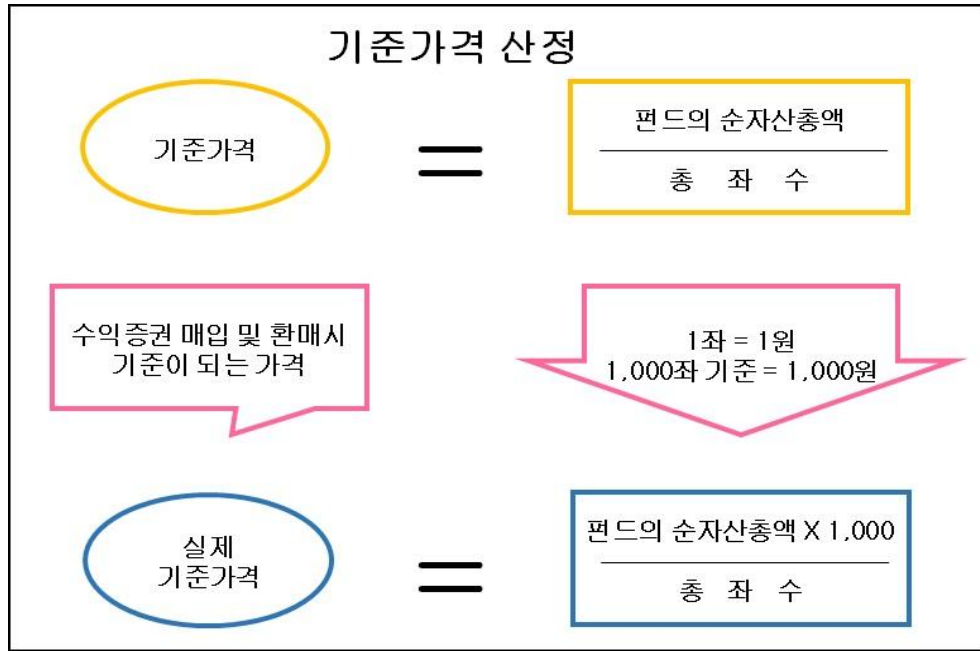 기준가격 산정
기준가격
=
펀드의 순자산총액
총 좌 수
수익증권 매입 및 환매시
기준이 되는 가격
1좌 = 1원
1,000좌 기준 = 1,000원
실제
기준가격
=
펀드의 순자산총액 X 1,000
총 좌 수